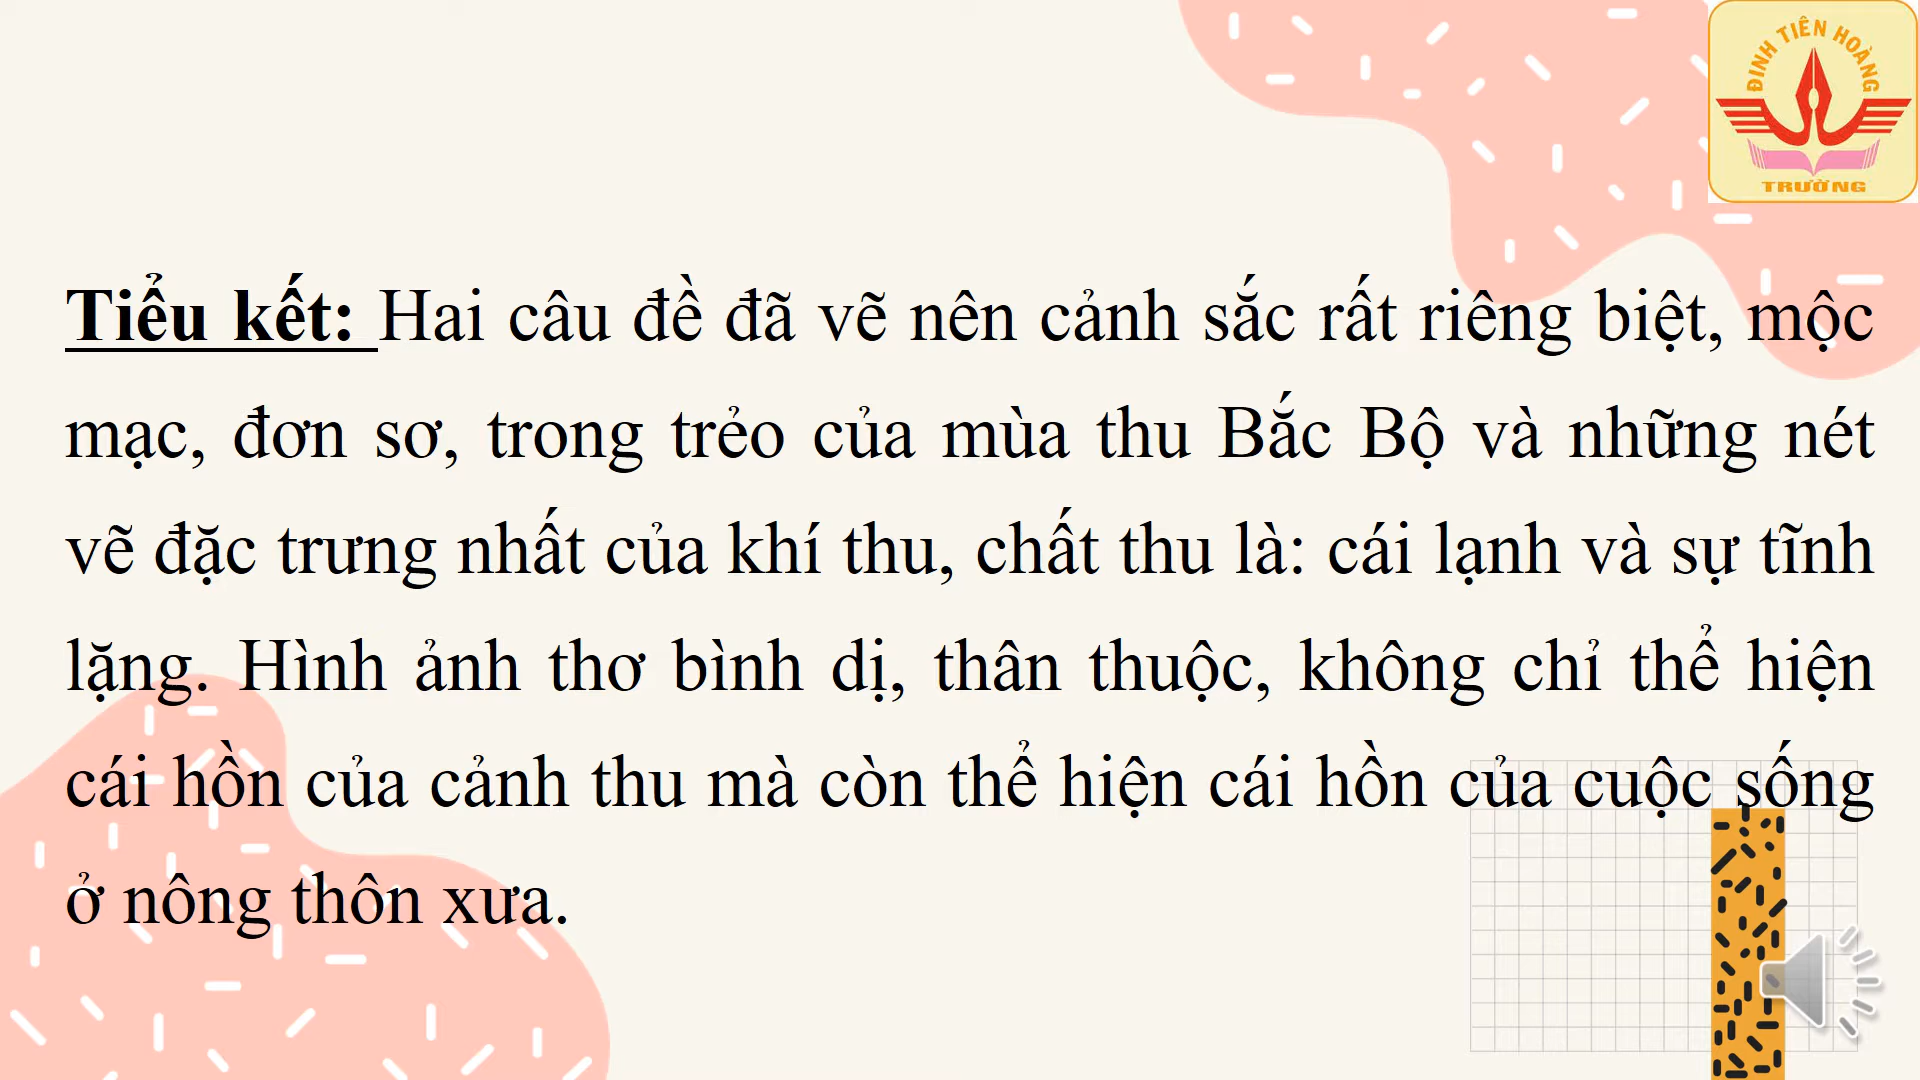 ĐINH TIÊN HOÀNG
TRƯỜNG
Tiểu kết: Hai câu đề đã vẽ nên cảnh sắc rất riêng biệt, mộc
mạc, đơn sơ, trong trẻo của mùa thu Bắc Bộ và những nét
vẽ đặc trưng nhất của khí thu, chất thu là: cái lạnh và sự tĩnh
lặng. Hình ảnh thơ bình dị, thân thuộc, không chỉ thể hiện
cái hồn của cảnh thu mà còn thể hiện cái hồn của cuộc sống
ở nông thôn xưa.